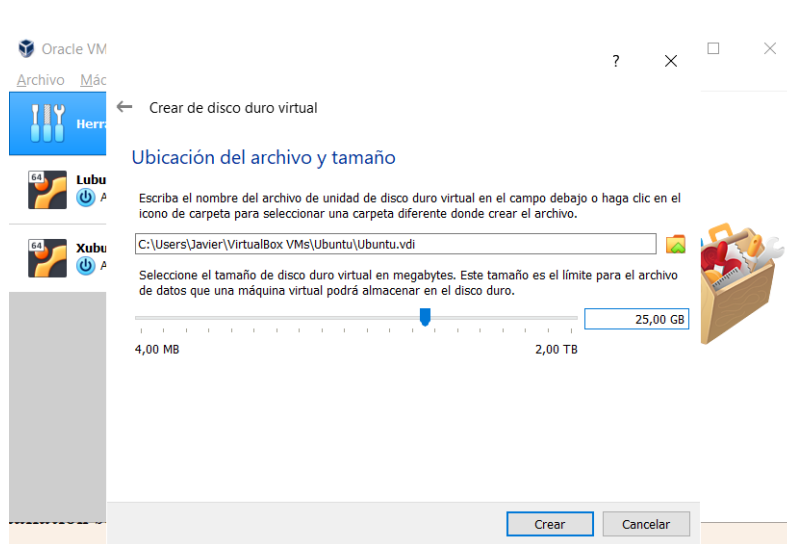 Oracle VM
?
Archivo Mác
Crear de disco duro virtual
Herra
Ubicación del archivo y tamaño
64
Lubu
A
Escriba el nombre del archivo de unidad de disco duro virtual en el campo debajo o haga clic en el
icono de carpeta para seleccionar una carpeta diferente donde crear el archivo.
64
Xubu
A
C:\Users\Javier\VirtualBox VMs\Ubuntu\Ubuntu.vdi
Seleccione el tamaño de disco duro virtual en megabytes. Este tamaño es el límite para el archivo
de datos que una máquina virtual podrá almacenar en el disco duro.
25,00 GB
4,00 MB
2,00 TB
Crear
Cancelar